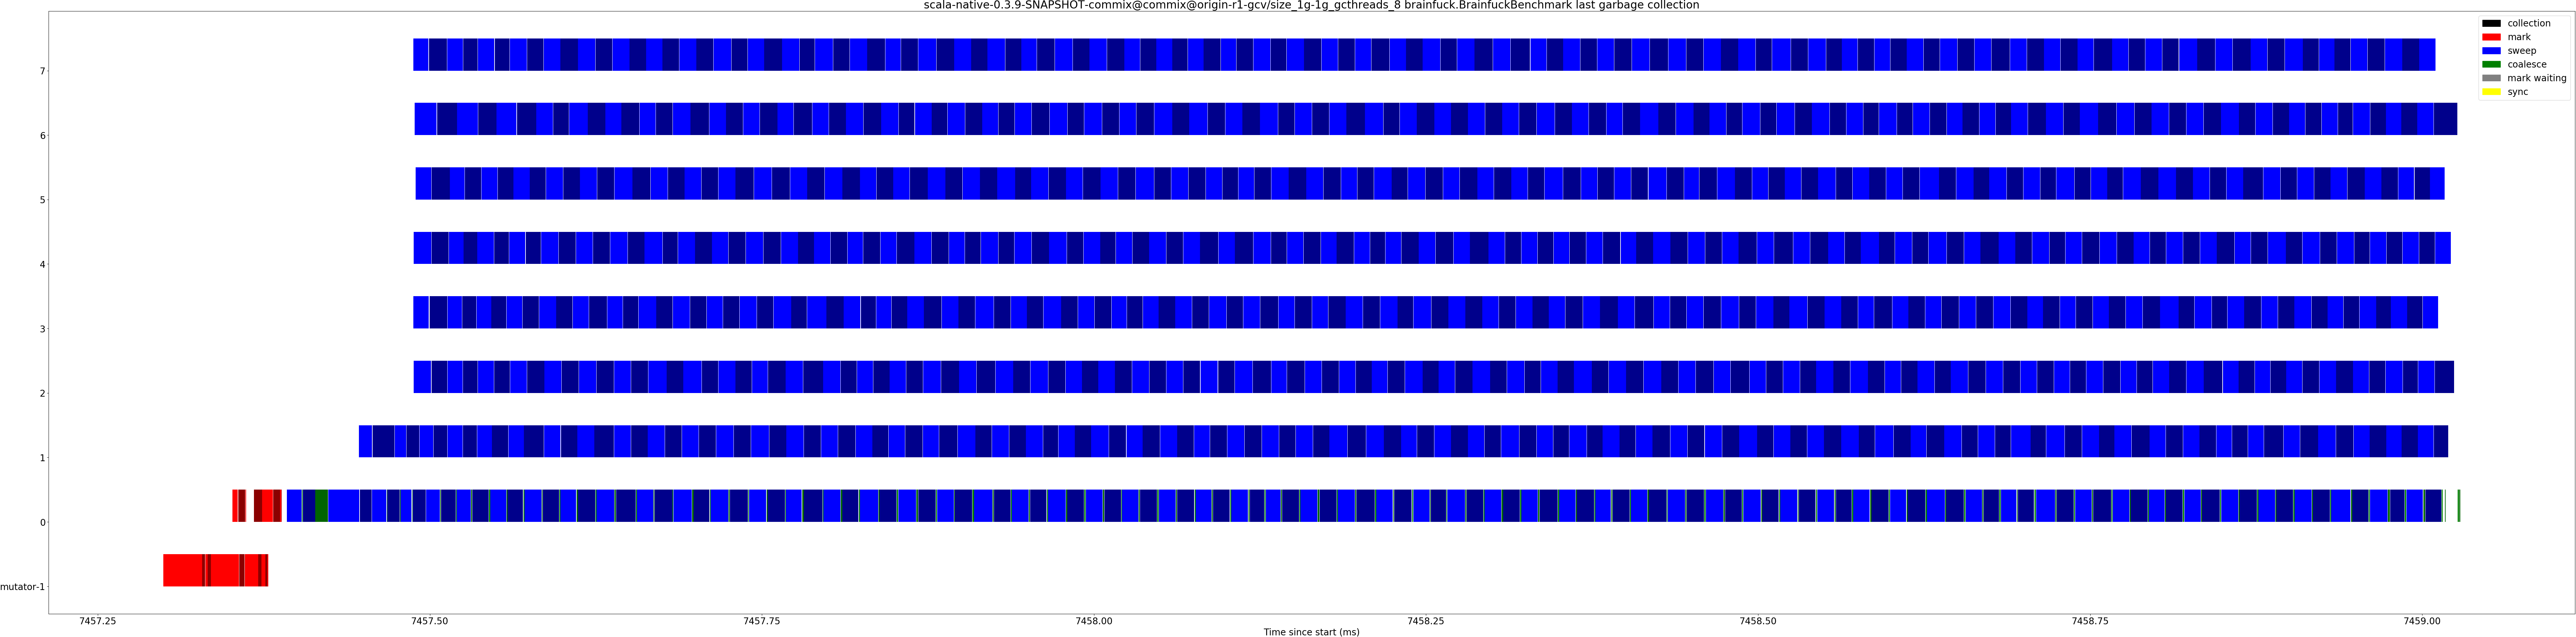 scala-native-0.3.9-SNAPSHOT-commix@commix@origin-r1-gcv/size_1g-1g_gcthreads_8 brainfuck.BrainfuckBenchmark last garbage collection
collection
mark
sweep
coalesce
mark waiting
sync
7
6
5
4
3
2
1
0
mutator-1
7457.25 7457.50 7457.75 7458.00 7458.25 7458.50 7458.75 7459.00
Time since start (ms)